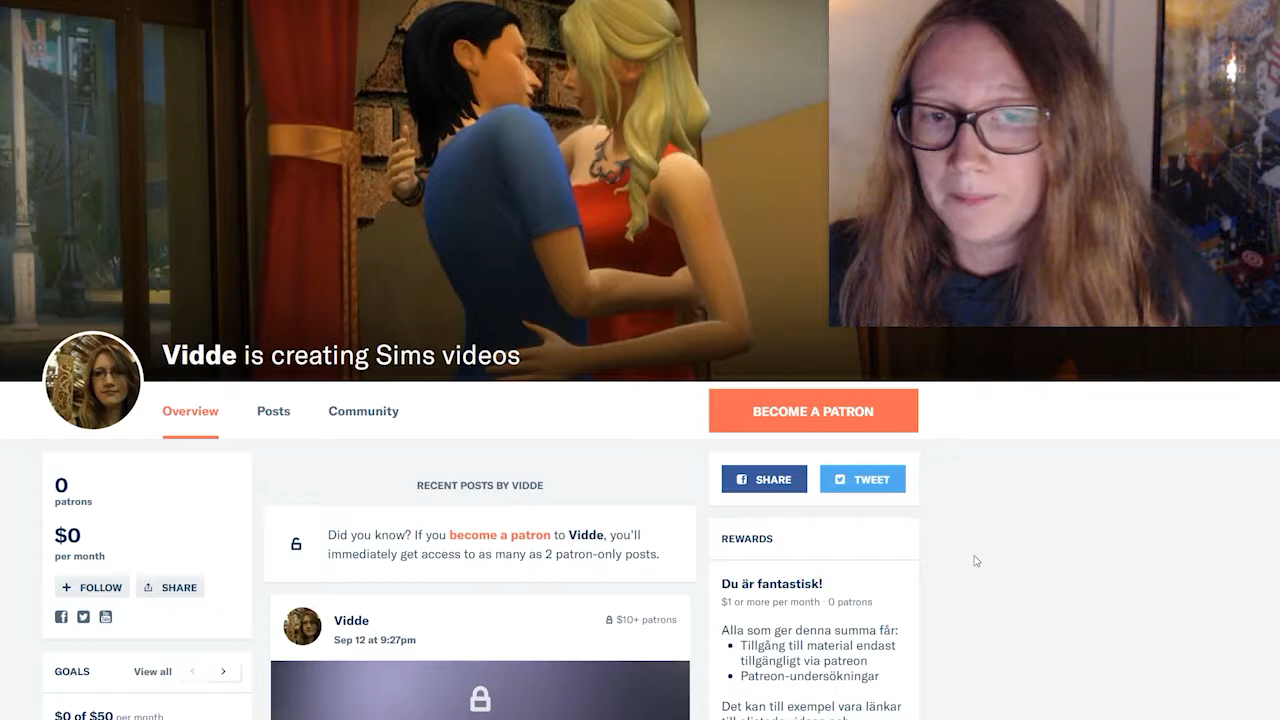 Vidde is creating Sims videos
Overview
Posts
Community
BECOME A PATRON
0
patrons
$0
per month
+ FOLLOW
SHARE
GOALS
View all
$0 of $50 per month
RECENT POSTS BY VIDDE
Did you know? If you become a patron to Vidde, you'll
immediately get access to as many as 2 patron-only posts.
Vidde
Sep 12 at 9:27pm
$10+ patrons
SHARE
TWEET
REWARDS
Du är fantastisk!
$1 or more per month · 0 patrons
Alla som ger denna summa får:
• Tillgång till material endast
tillgängligt via patreon
• Patreon-undersökningar
Det kan till exempel vara länkar